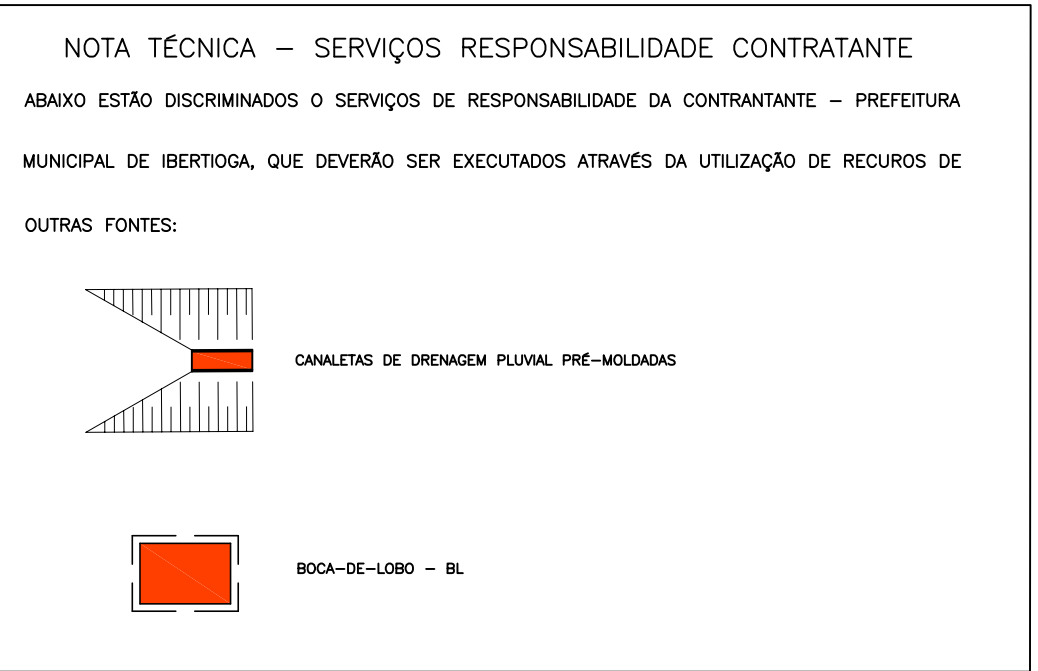 NOTA TÉCNICA – SERVIÇOS RESPONSABILIDADE CONTRATANTE
ABAIXO ESTÃO DISCRIMINADOS O SERVIÇOS DE RESPONSABILIDADE DA CONTRANTANTE – PREFEITURA
MUNICIPAL DE IBERTIOGA, QUE DEVERÃO SER EXECUTADOS ATRAVÉS DA UTILIZAÇÃO DE RECUROS DE
OUTRAS FONTES:
CANALETAS DE DRENAGEM PLUVIAL PRÉ–MOLDADAS
BOCA–DE–LOBO – BL